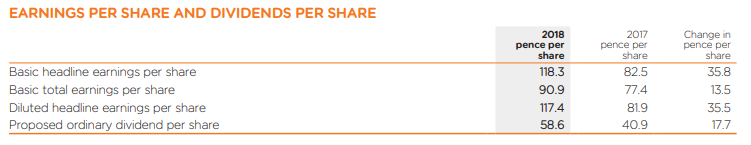 EARNINGS PER SHARE AND DIVIDENDS PER SHARE
2018 2017 Change in
pence per pence per pence per
share share share
Basic headline earnings per share 118.3 82.5 35.8
Basic total earnings per share 90.9 77.4 13.5
Diluted headline earnings per share 117.4 81.9 35.5
Proposed ordinary dividend per share 58.6 40.9 17.7